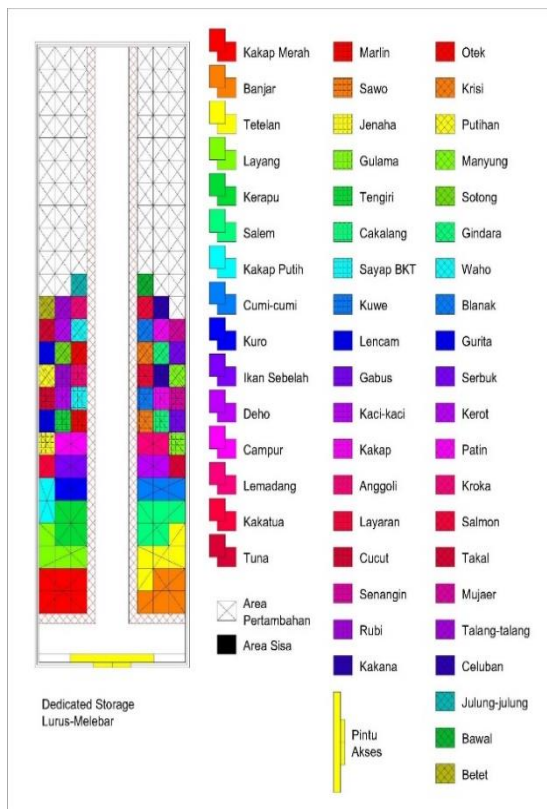 Kakap Merah
Banjar
Tetelan
Layang
Kerapu
Salem
Kakap Putih
Cumi-cumi
Kuro
Ikan Sebelah
Deho
Campur
Lemadang
Kakatua
Tuna
Area
Pertambahan
Area Sisa
Marlin
Sawo
Jenaha
Gulama
Tengiri
Cakalang
Sayap BKT
Kuwe
Lencam
Gabus
Kaci-kaci
Kakap
Anggoli
Layaran
Cucut
Senangin
Rubi
Kakana
Pintu
Akses
Otek
Krisi
Putihan
Manyung
Sotong
Gindara
Waho
Blanak
Gurita
Serbuk
Kerot
Patin
Kroka
Salmon
Takal
Mujaer
Talang-talang
Celuban
Julung-julung
Bawal
Betet
Dedicated Storage
Lurus-Melebar